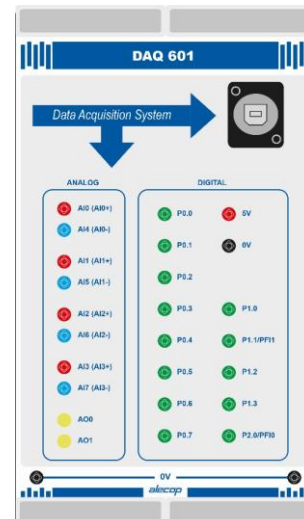 DAQ 601
Data Acquisition System
ANALOG
AI0 (AI0+)
AI4 (AI0-)
AI1 (AI1+)
AI5 (AI1-)
AI2 (AI2+)
AI6 (AI2-)
AI3 (AI3+)
AI7 (AI3-)
AO0
AO1
DIGITAL
P0.0 5V
P0.1 0V
P0.2
P0.3 P1.0
P0.4 P1.1/PFI1
P0.5 P1.2
P0.6 P1.3
P0.7 P2.0/PFI0
0V
alecop